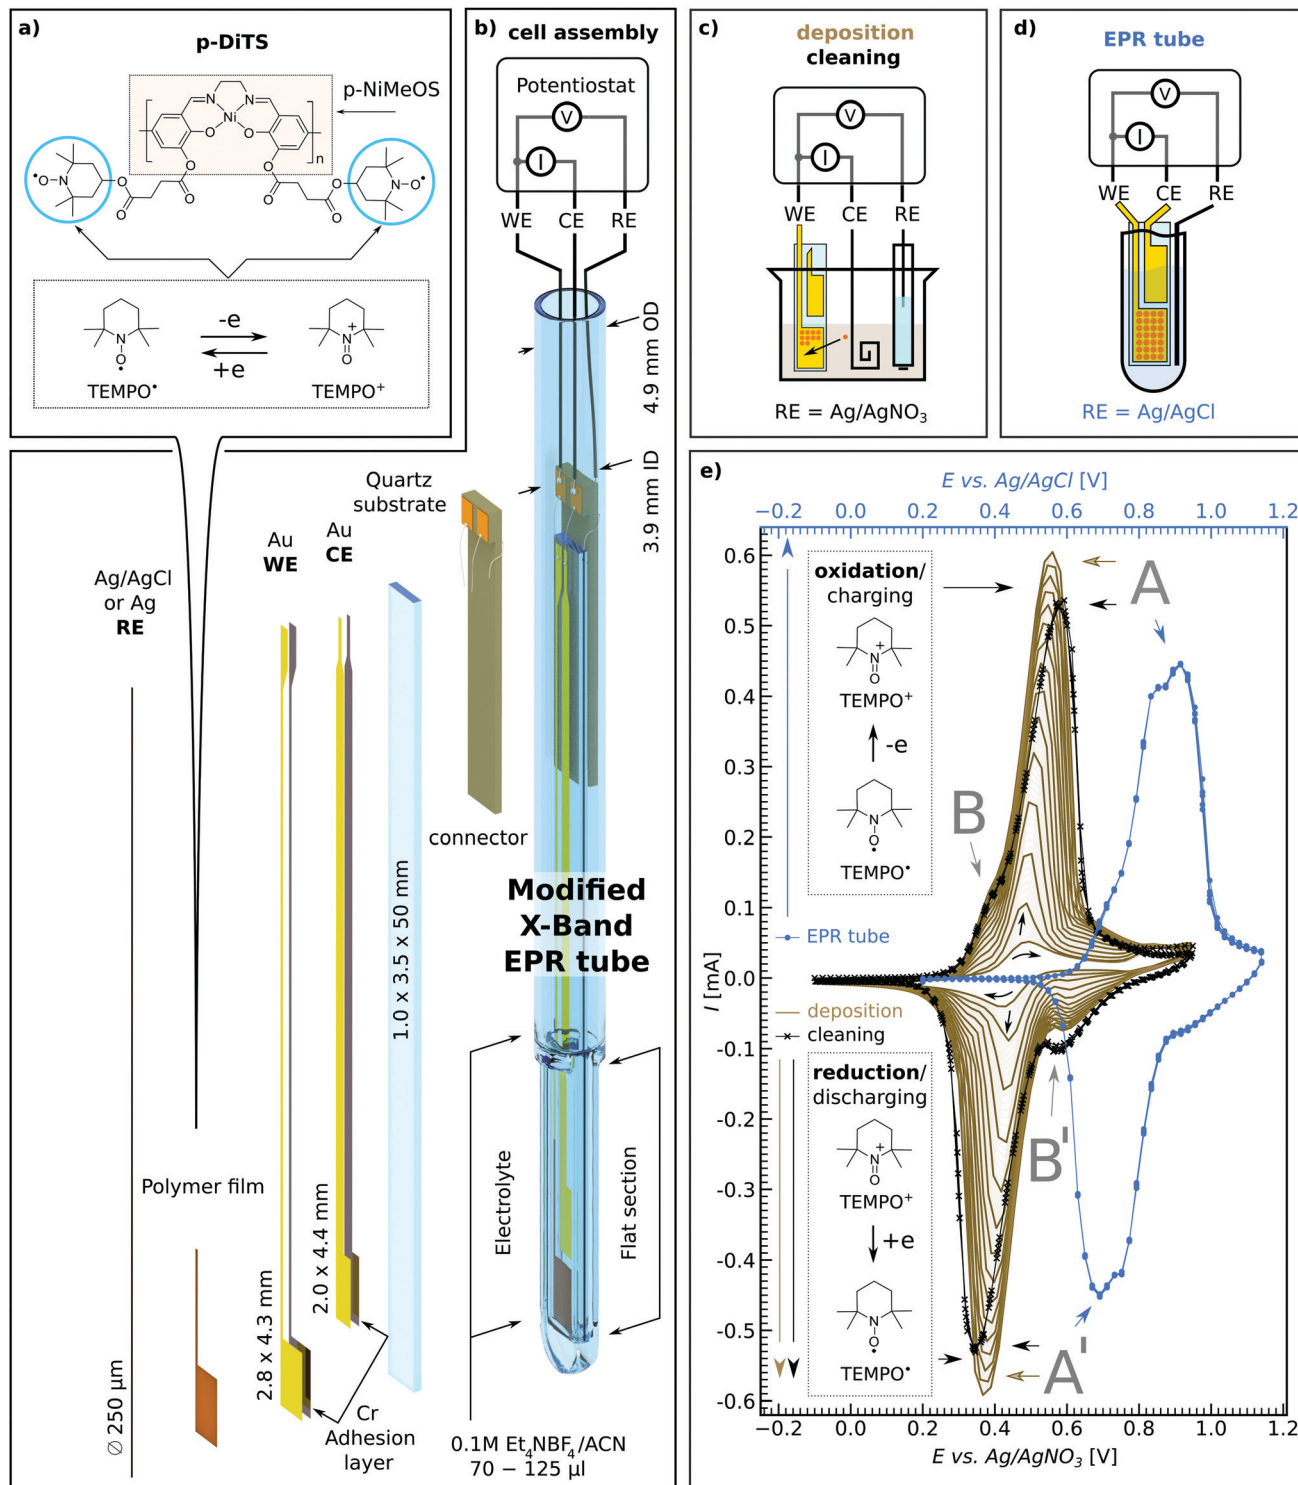 a)
p-DiTS
p-NiMeOS
N
N
Ni
O
O
n
O
O
•O–N
O
O
O
O
O
O
N–O•
-e
+e
N
O•
TEMPO•
N+
O
TEMPO+
b)
cell assembly
Potentiostat
V
I
WE
CE
RE
4.9 mm OD
3.9 mm ID
Quartz
substrate
Au
WE
Au
CE
Ag/AgCl
or Ag
RE
connector
1.0 x 3.5 x 50 mm
Modified
X-Band
EPR tube
Polymer film
2.0 x 4.4 mm
2.8 x 4.3 mm
Electrolyte
Flat section
∅ 250 µm
Cr
Adhesion
layer
0.1M Et4NBF4/ACN
70 − 125 µl
c)
deposition
cleaning
V
I
WE
CE
RE
RE = Ag/AgNO3
d)
EPR tube
V
I
WE
CE
RE
RE = Ag/AgCl
e)
E vs. Ag/AgCl [V]
−0.2 0.0 0.2 0.4 0.6 0.8 1.0 1.2
0.6
0.5
0.4
0.3
0.2
0.1
0.0
-0.1
-0.2
-0.3
-0.4
-0.5
-0.6
I [mA]
oxidation/
charging
N+
O
TEMPO+
-e
N
O•
TEMPO•
EPR tube
deposition
cleaning
reduction/
discharging
N+
O
TEMPO+
+e
N
O•
TEMPO•
A
B
B'
A'
−0.2 0.0 0.2 0.4 0.6 0.8 1.0 1.2
E vs. Ag/AgNO3 [V]